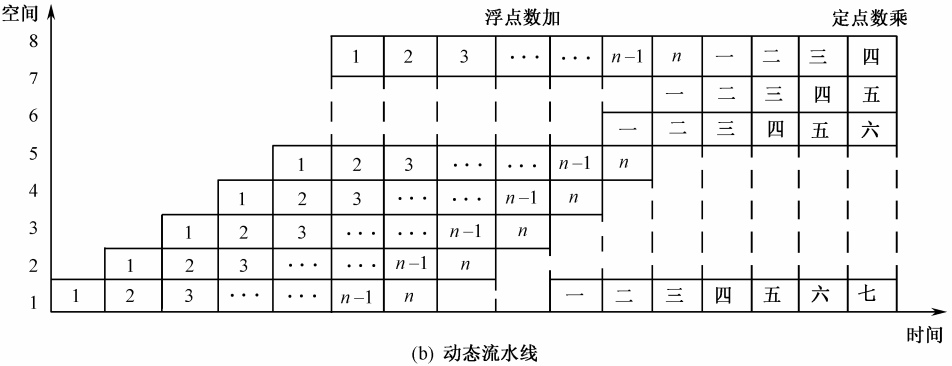 空间 浮点数加 定点数乘
8 1 2 3 ··· ··· n-1 n 一 二 三 四
7 一 二 三 四 五
6 一 二 三 四 五 六
5 1 2 3 ··· ··· n-1 n
4 1 2 3 ··· ··· n-1 n
3 1 2 3 ··· ··· n-1 n
2 1 2 3 ··· ··· n-1 n
1 1 2 3 ··· ··· n-1 n 一 二 三 四 五 六 七
时间
(b) 动态流水线